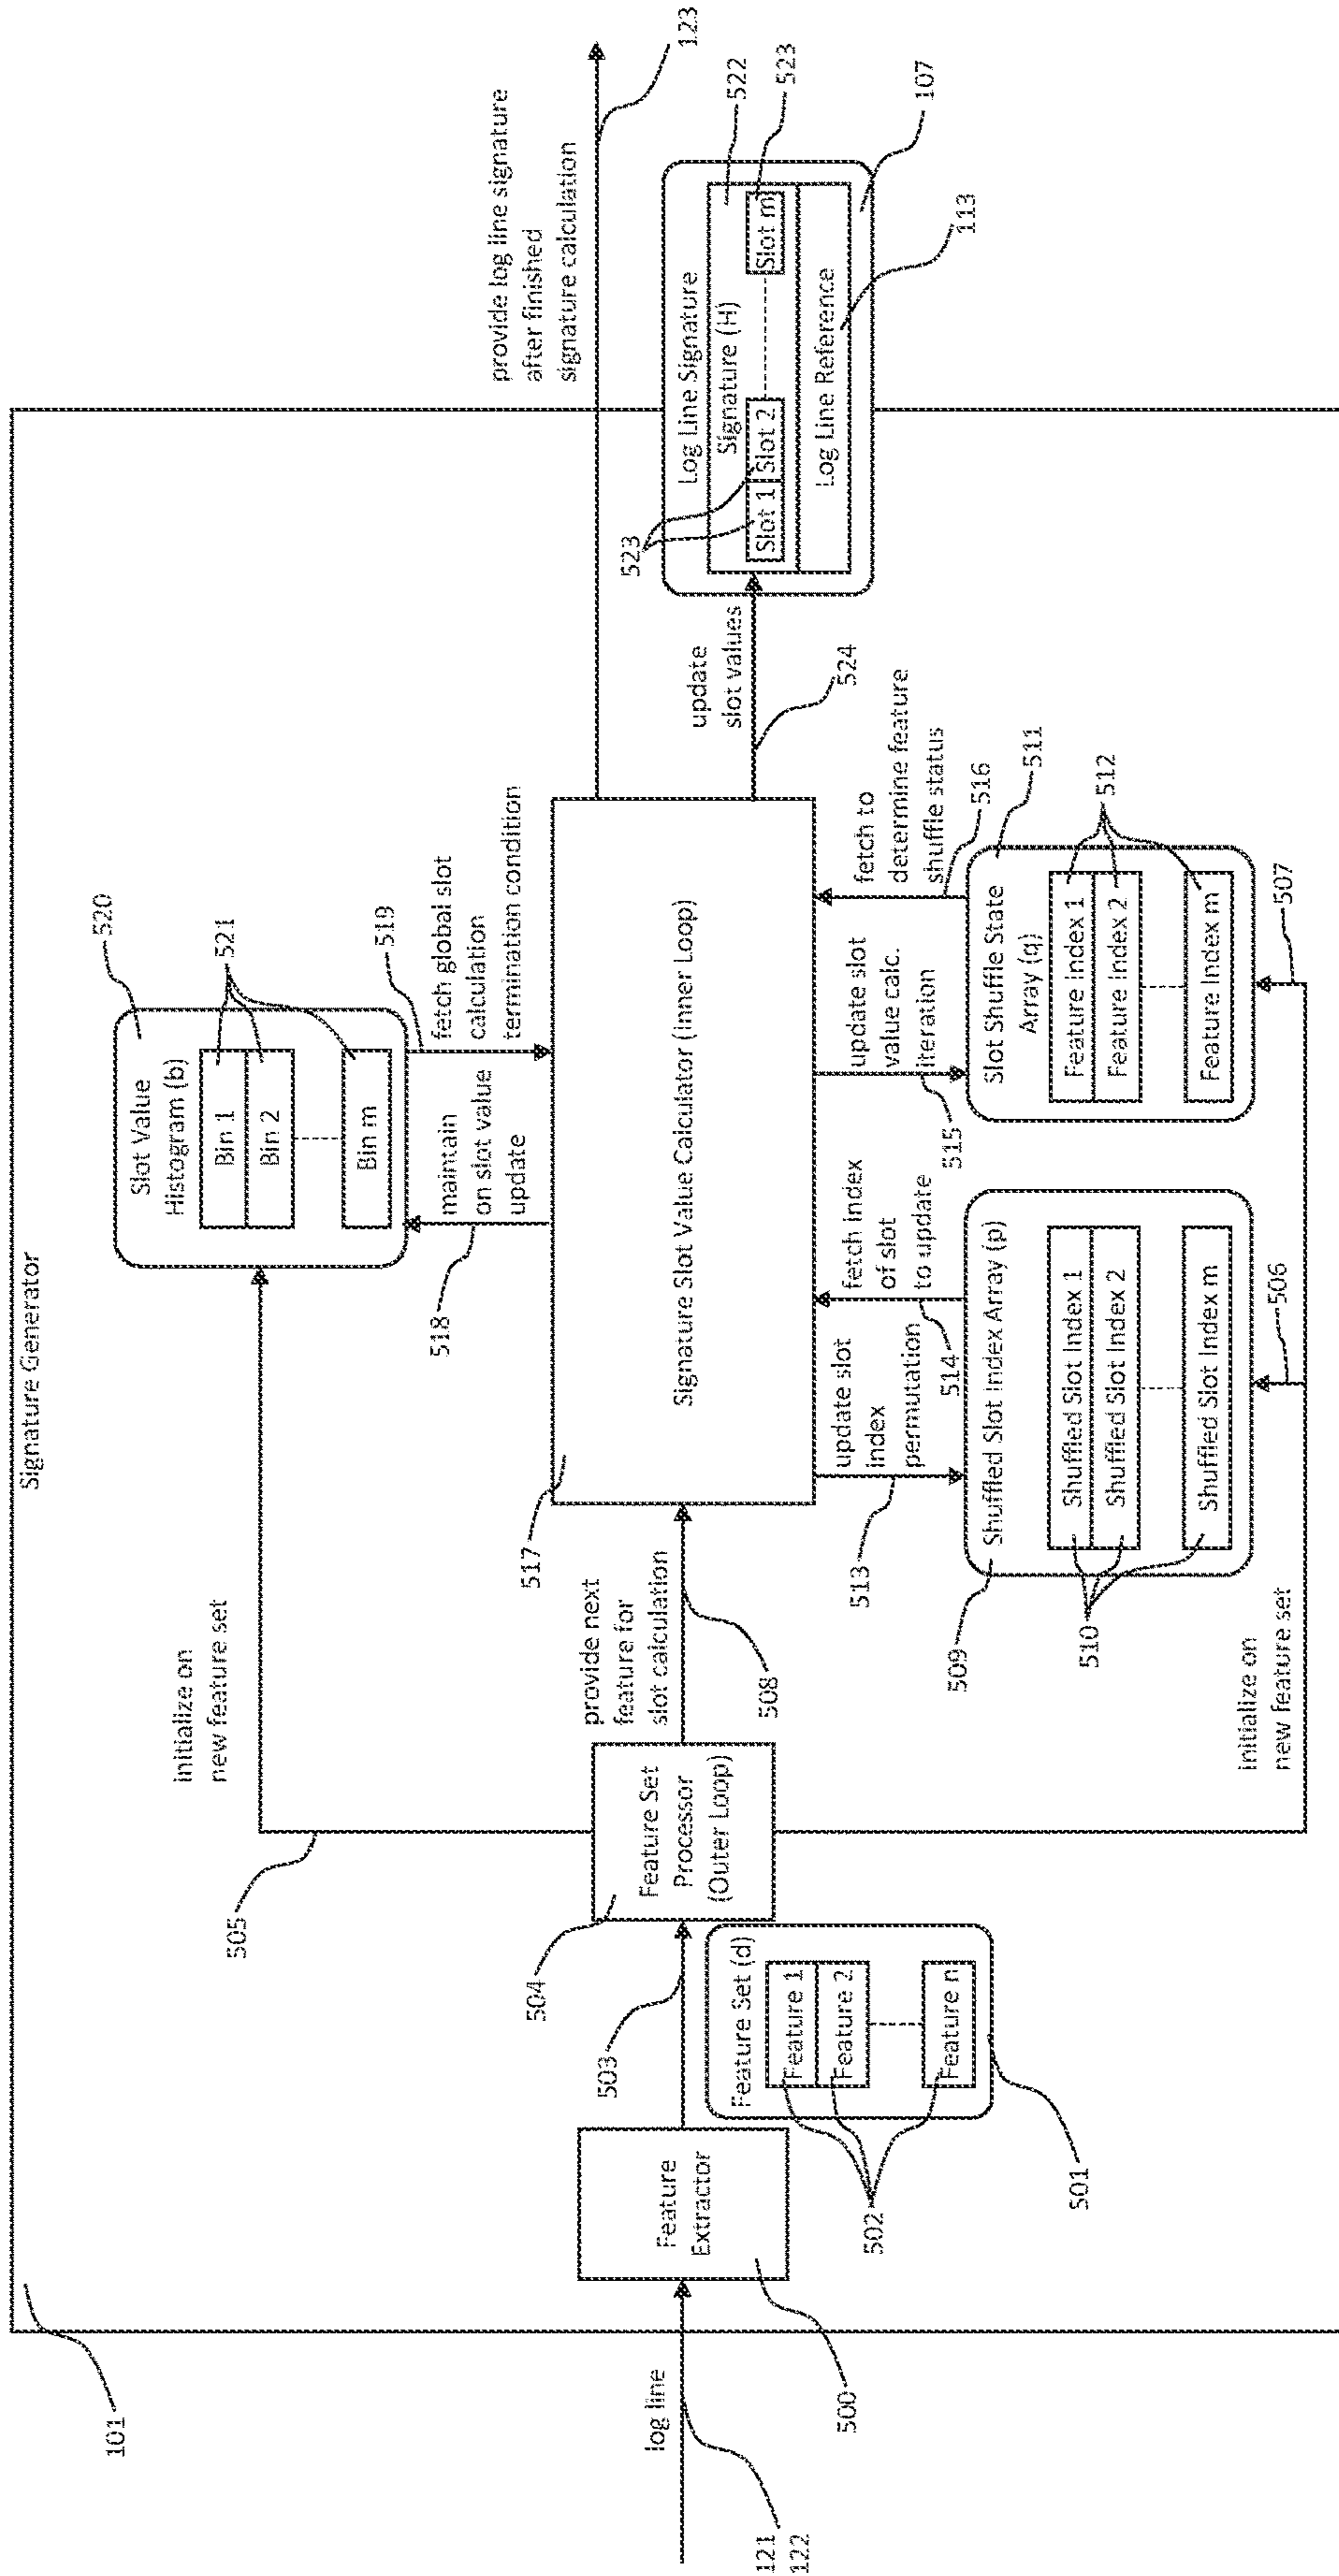 Signature Generator
101
log line
121
122
Feature
Extractor
500
503
Feature Set (d)
Feature 1
Feature 2
Feature n
502
501
Feature Set
Processor
(Outer Loop)
504
505
initialize on
new feature set
initialize on
new feature set
506
507
provide next
feature for
slot calculation
508
Signature Slot Value Calculator (Inner Loop)
517
Slot Value
Histogram (b)
Bin 1
Bin 2
Bin m
520
521
maintain
on slot value
update
518
fetch global slot
calculation
termination condition
519
update slot
index
permutation
513
fetch index
of slot
to update
514
Shuffled Slot Index Array (p)
Shuffled Slot Index 1
Shuffled Slot Index 2
Shuffled Slot Index m
509
510
update slot
value calc.
iteration
515
fetch to
determine feature
shuffle status
516
Slot Shuffle State
Array (q)
Feature Index 1
Feature Index 2
Feature Index m
511
512
update
slot values
524
provide log line signature
after finished
signature calculation
123
Log Line Signature
Signature (H)
Slot 1
Slot 2
Slot m
Log Line Reference
523
522
523
107
113